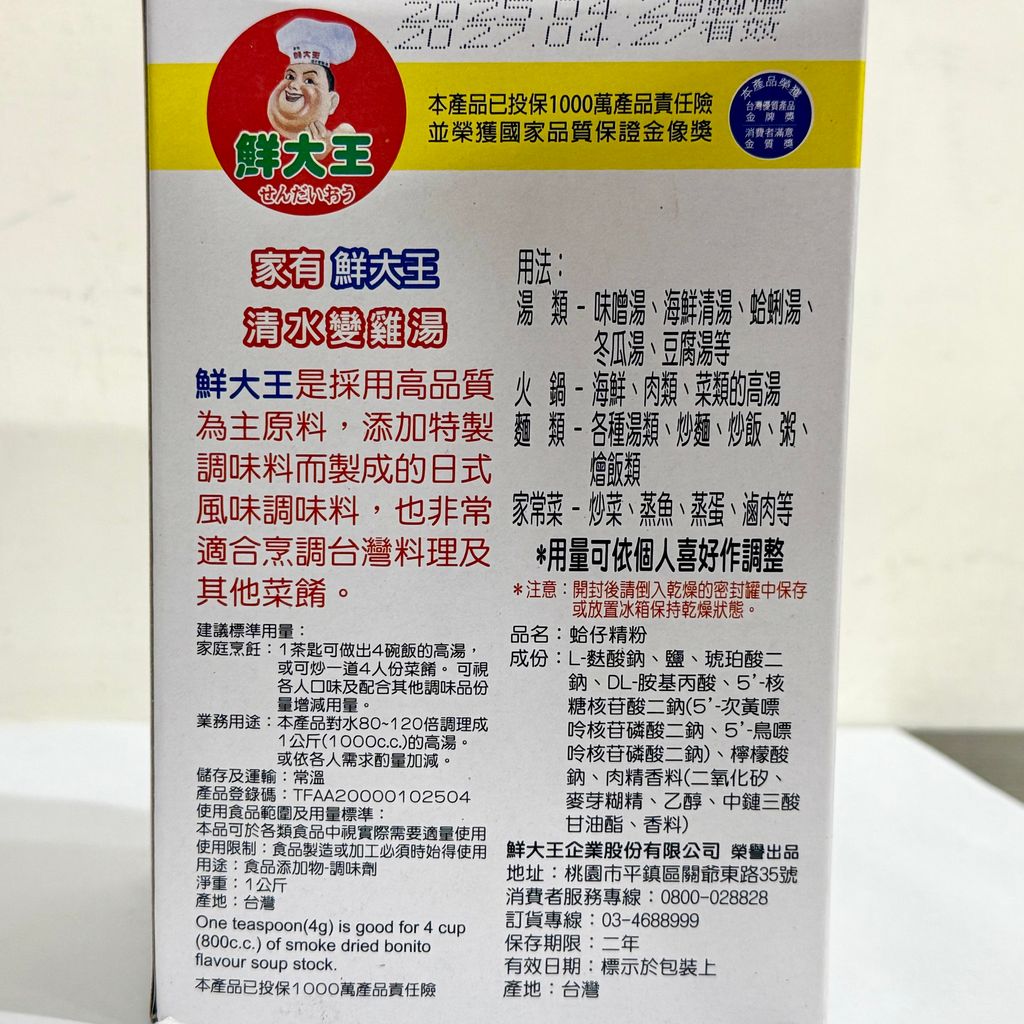 2025.04.29前有效
鮮大王
せんだいおう
本產品已投保1000萬產品責任險
並榮獲國家品質保證金像獎
本產品榮獲
台灣優質產品
金牌獎
消費者滿意
金質獎
家有鮮大王
清水變雞湯
鮮大王是採用高品質
為主原料，添加特製
調味料而製成的日式
風味調味料，也非常
適合烹調台灣料理及
其他菜餚。
建議標準用量：
家庭烹飪：1茶匙可做出4碗飯的高湯，
或可炒一道4人份菜餚。可視
各人口味及配合其他調味品份
量增減用量。
業務用途：本產品對水80~120倍調理成
1公斤(1000c.c.)的高湯。
或依各人需求酌量加減。
儲存及運輸：常溫
產品登錄碼：TFAA20000102504
使用食品範圍及用量標準：
本品可於各類食品中視實際需要適量使用
使用限制：食品製造或加工必須時始得使用
用途：食品添加物-調味劑
淨重：1公斤
產地：台灣
One teaspoon(4g) is good for 4 cup
(800c.c.) of smoke dried bonito
flavour soup stock.
本產品已投保1000萬產品責任險
用法：
湯 類 - 味噌湯、海鮮清湯、蛤蜊湯、
冬瓜湯、豆腐湯等
火 鍋 - 海鮮、肉類、菜類的高湯
麵 類 - 各種湯類、炒麵、炒飯、粥、
燴飯類
家常菜 - 炒菜、蒸魚、蒸蛋、滷肉等
*用量可依個人喜好作調整
*注意：開封後請倒入乾燥的密封罐中保存
或放置冰箱保持乾燥狀態。
品名：蛤仔精粉
成份：L-麩酸鈉、鹽、琥珀酸二
鈉、DL-胺基丙酸、5'-核
糖核苷酸二鈉(5'-次黃嘌
呤核苷磷酸二鈉、5'-鳥嘌
呤核苷磷酸二鈉)、檸檬酸
鈉、肉精香料(二氧化矽、
麥芽糊精、乙醇、中鏈三酸
甘油酯、香料)
鮮大王企業股份有限公司 榮譽出品
地址：桃園市平鎮區關爺東路35號
消費者服務專線：0800-028828
訂貨專線：03-4688999
保存期限：二年
有效日期：標示於包裝上
產地：台灣